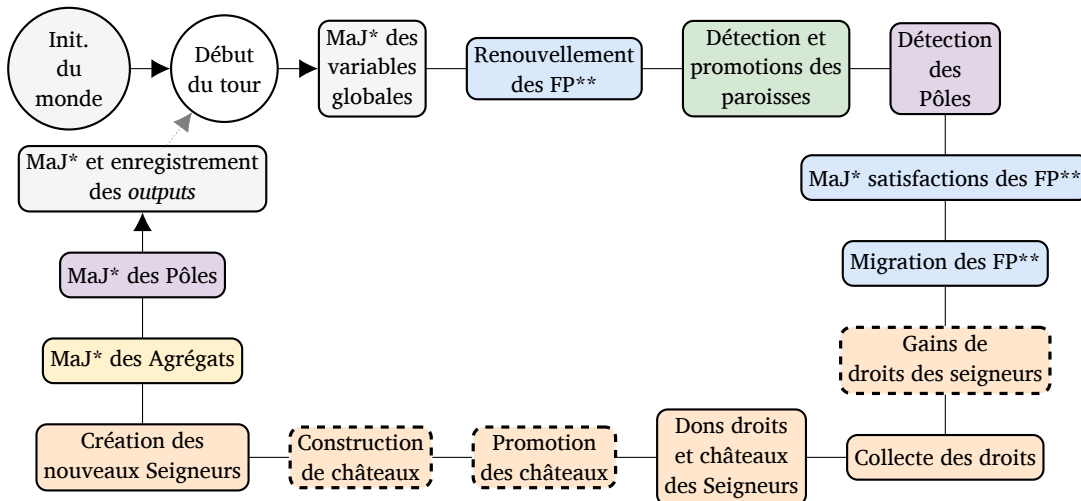 Init.
du
monde
Début
du tour
MaJ* des
variables
globales
Renouvellement
des FP**
Détection et
promotions des
paroisses
Détection
des
Pôles
MaJ* satisfactions des FP**
Migration des FP**
Gains de
droits des seigneurs
Collecte des droits
Dons droits
et châteaux
des Seigneurs
Promotion
des châteaux
Construction
de châteaux
Création des
nouveaux Seigneurs
MaJ* des Agrégats
MaJ* des Pôles
MaJ* et enregistrement
des outputs